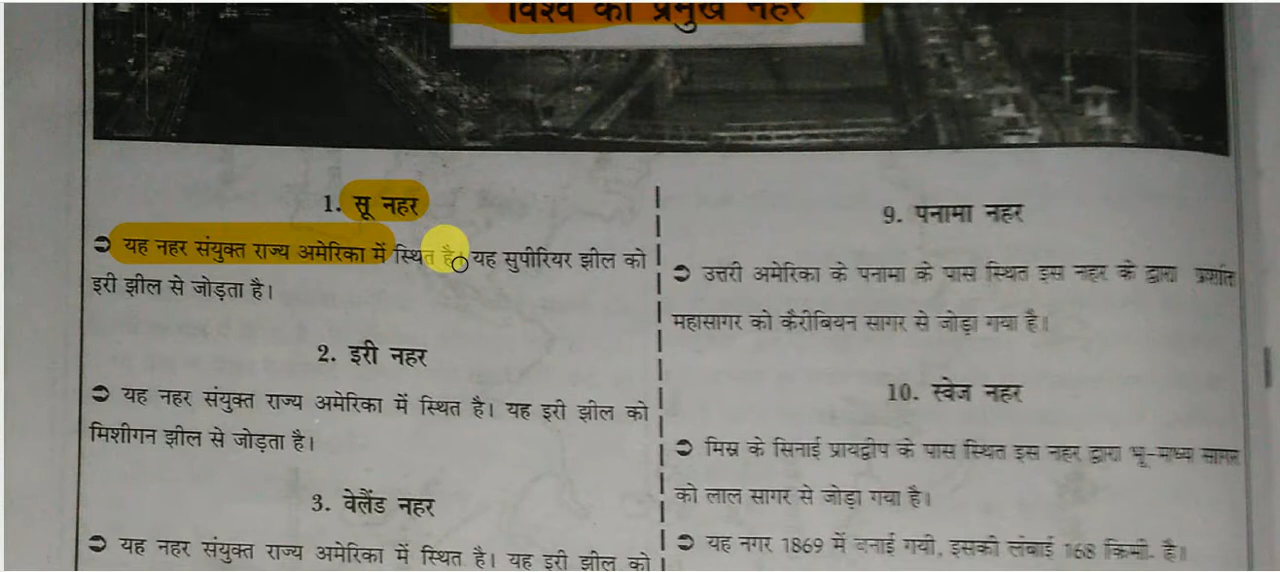 विश्व की प्रमुख नहर
1. सू नहर
➲ यह नहर संयुक्त राज्य अमेरिका में स्थित है। यह सुपीरियर झील को
इरी झील से जोड़ता है।
2. इरी नहर
➲ यह नहर संयुक्त राज्य अमेरिका में स्थित है। यह इरी झील को
मिशीगन झील से जोड़ता है।
3. वेलैंड नहर
➲ यह नहर संयुक्त राज्य अमेरिका में स्थित है। यह इरी झील को
9. पनामा नहर
➲ उत्तरी अमेरिका के पनामा के पास स्थित इस नहर के द्वारा प्रशांत
महासागर को कैरीबियन सागर से जोड़ा गया है।
10. स्वेज नहर
➲ मिस्र के सिनाई प्रायद्वीप के पास स्थित इस नहर द्वारा भू-मध्य सागर
को लाल सागर से जोड़ा गया है।
➲ यह नगर 1869 में बनाई गयी, इसकी लंबाई 168 किमी. है।